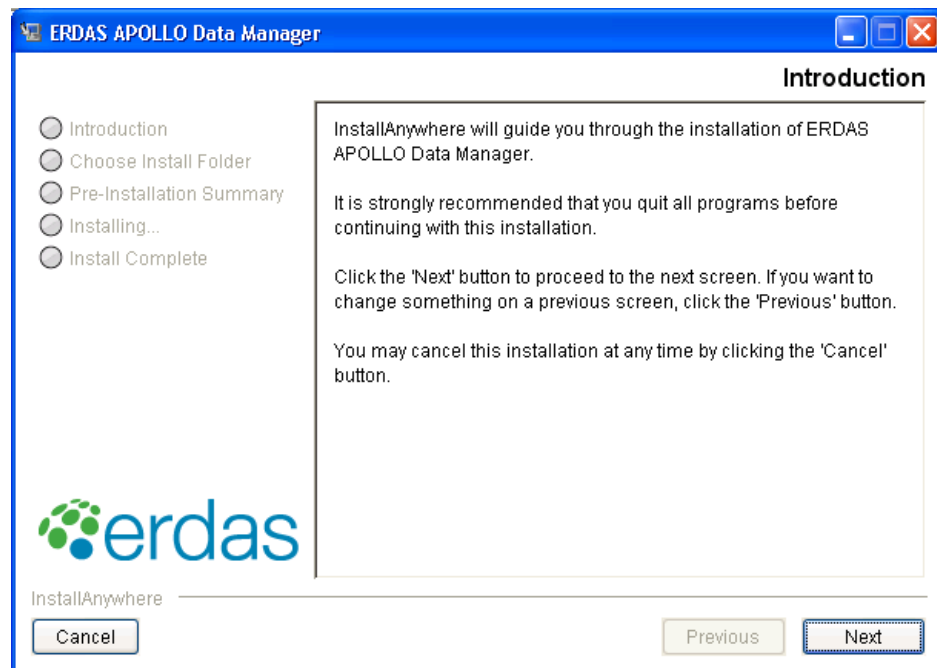 ERDAS APOLLO Data Manager
Introduction
Introduction
Choose Install Folder
Pre-Installation Summary
Installing...
Install Complete
InstallAnywhere will guide you through the installation of ERDAS
APOLLO Data Manager.
It is strongly recommended that you quit all programs before
continuing with this installation.
Click the 'Next' button to proceed to the next screen. If you want to
change something on a previous screen, click the 'Previous' button.
You may cancel this installation at any time by clicking the 'Cancel'
button.
erdas
InstallAnywhere
Cancel
Previous
Next